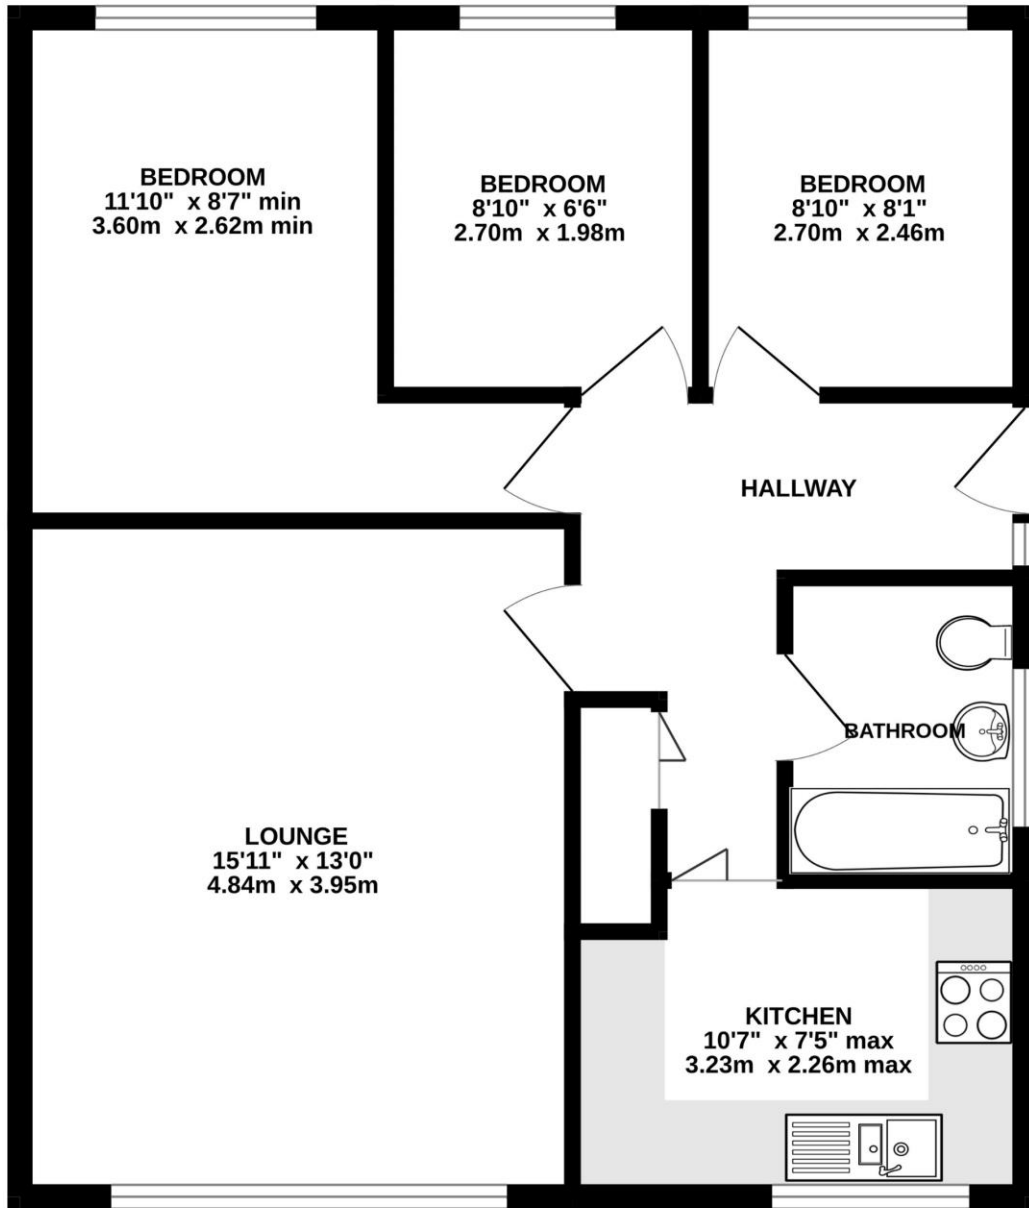 BEDROOM
11'10" x 8'7" min
3.60m x 2.62m min
BEDROOM
8'10" x 6'6"
2.70m x 1.98m
BEDROOM
8'10" x 8'1"
2.70m x 2.46m
HALLWAY
BATHROOM
LOUNGE
15'11" x 13'0"
4.84m x 3.95m
KITCHEN
10'7" x 7'5" max
3.23m x 2.26m max